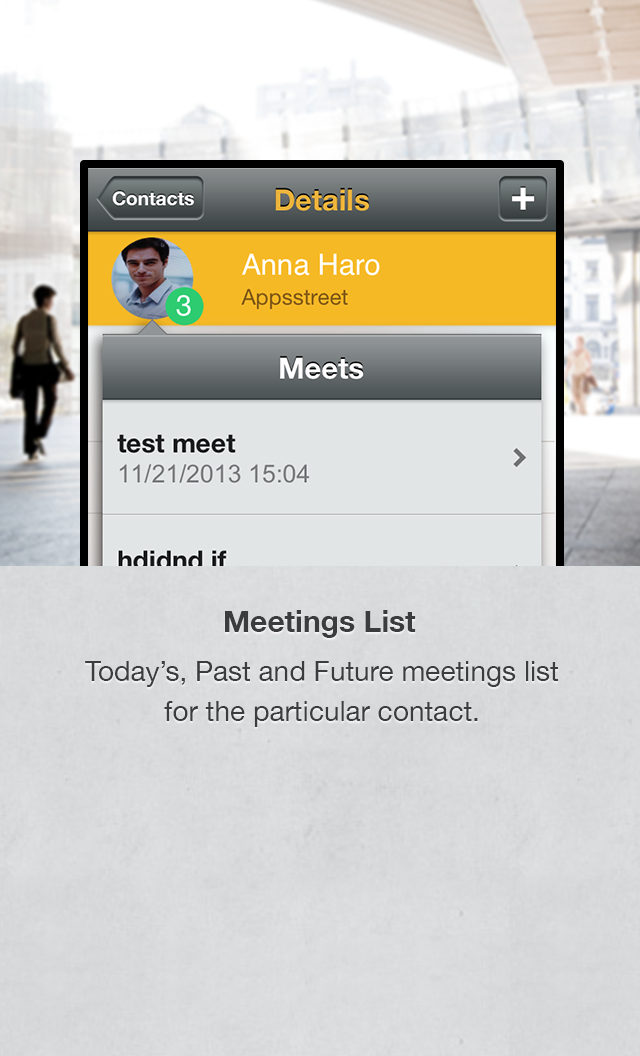 Contacts
Details
+
Anna Haro
Appsstreet
3
Meets
test meet
11/21/2013 15:04
hdidnd if
Meetings List
Today's, Past and Future meetings list
for the particular contact.